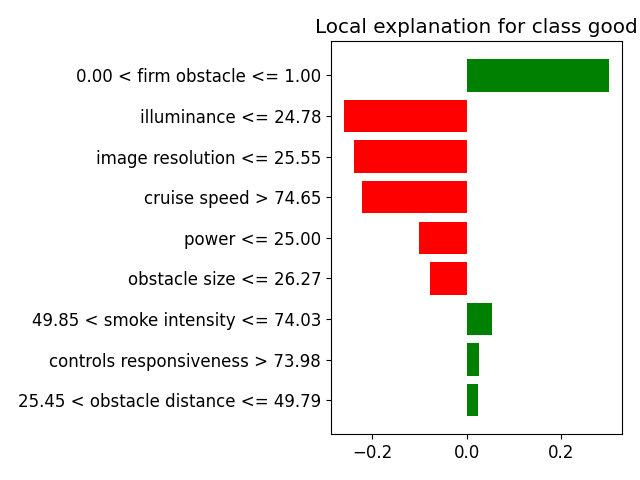 Local explanation for class good
0.00 < firm obstacle <= 1.00
illuminance <= 24.78
image resolution <= 25.55
cruise speed > 74.65
power <= 25.00
obstacle size <= 26.27
49.85 < smoke intensity <= 74.03
controls responsiveness > 73.98
25.45 < obstacle distance <= 49.79
−0.2 0.0 0.2